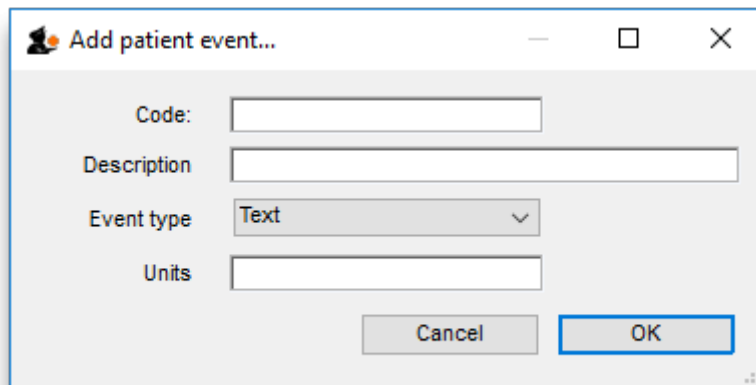 Add patient event...
Code:
Description
Event type Text
Units
Cancel OK